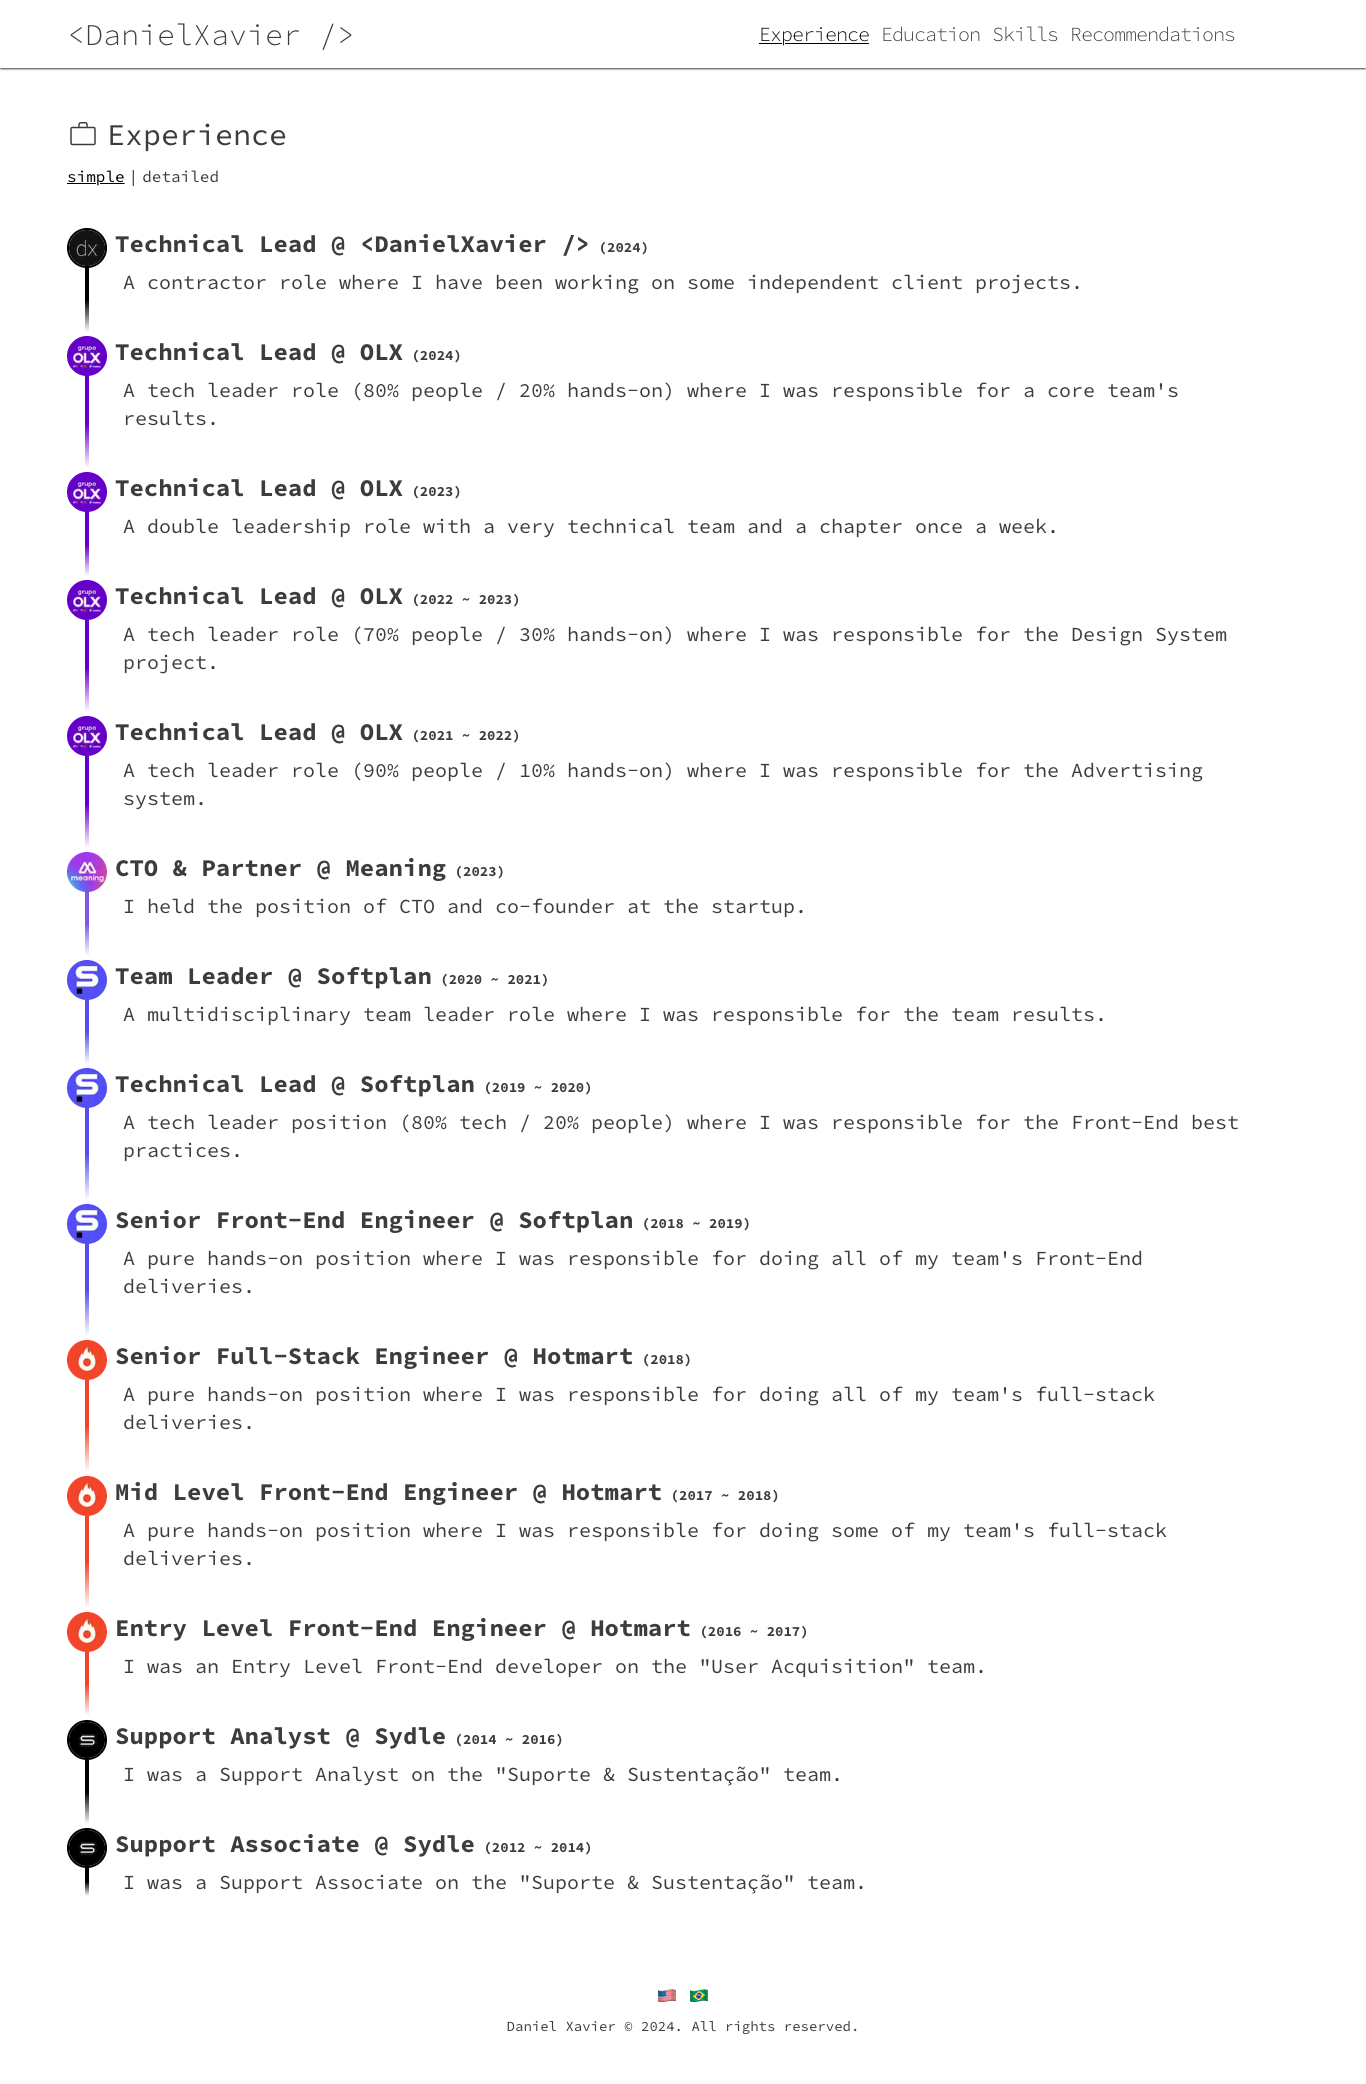 <DanielXavier />
Experience Education Skills Recommendations
Experience
simple | detailed
dx
Technical Lead @ <DanielXavier /> (2024)
A contractor role where I have been working on some independent client projects.
grupo
OLX
Technical Lead @ OLX (2024)
A tech leader role (80% people / 20% hands-on) where I was responsible for a core team's
results.
grupo
OLX
Technical Lead @ OLX (2023)
A double leadership role with a very technical team and a chapter once a week.
grupo
OLX
Technical Lead @ OLX (2022 ~ 2023)
A tech leader role (70% people / 30% hands-on) where I was responsible for the Design System
project.
grupo
OLX
Technical Lead @ OLX (2021 ~ 2022)
A tech leader role (90% people / 10% hands-on) where I was responsible for the Advertising
system.
meaning
CTO & Partner @ Meaning (2023)
I held the position of CTO and co-founder at the startup.
Team Leader @ Softplan (2020 ~ 2021)
A multidisciplinary team leader role where I was responsible for the team results.
Technical Lead @ Softplan (2019 ~ 2020)
A tech leader position (80% tech / 20% people) where I was responsible for the Front-End best
practices.
Senior Front-End Engineer @ Softplan (2018 ~ 2019)
A pure hands-on position where I was responsible for doing all of my team's Front-End
deliveries.
Senior Full-Stack Engineer @ Hotmart (2018)
A pure hands-on position where I was responsible for doing all of my team's full-stack
deliveries.
Mid Level Front-End Engineer @ Hotmart (2017 ~ 2018)
A pure hands-on position where I was responsible for doing some of my team's full-stack
deliveries.
Entry Level Front-End Engineer @ Hotmart (2016 ~ 2017)
I was an Entry Level Front-End developer on the "User Acquisition" team.
Support Analyst @ Sydle (2014 ~ 2016)
I was a Support Analyst on the "Suporte & Sustentação" team.
Support Associate @ Sydle (2012 ~ 2014)
I was a Support Associate on the "Suporte & Sustentação" team.
Daniel Xavier © 2024. All rights reserved.